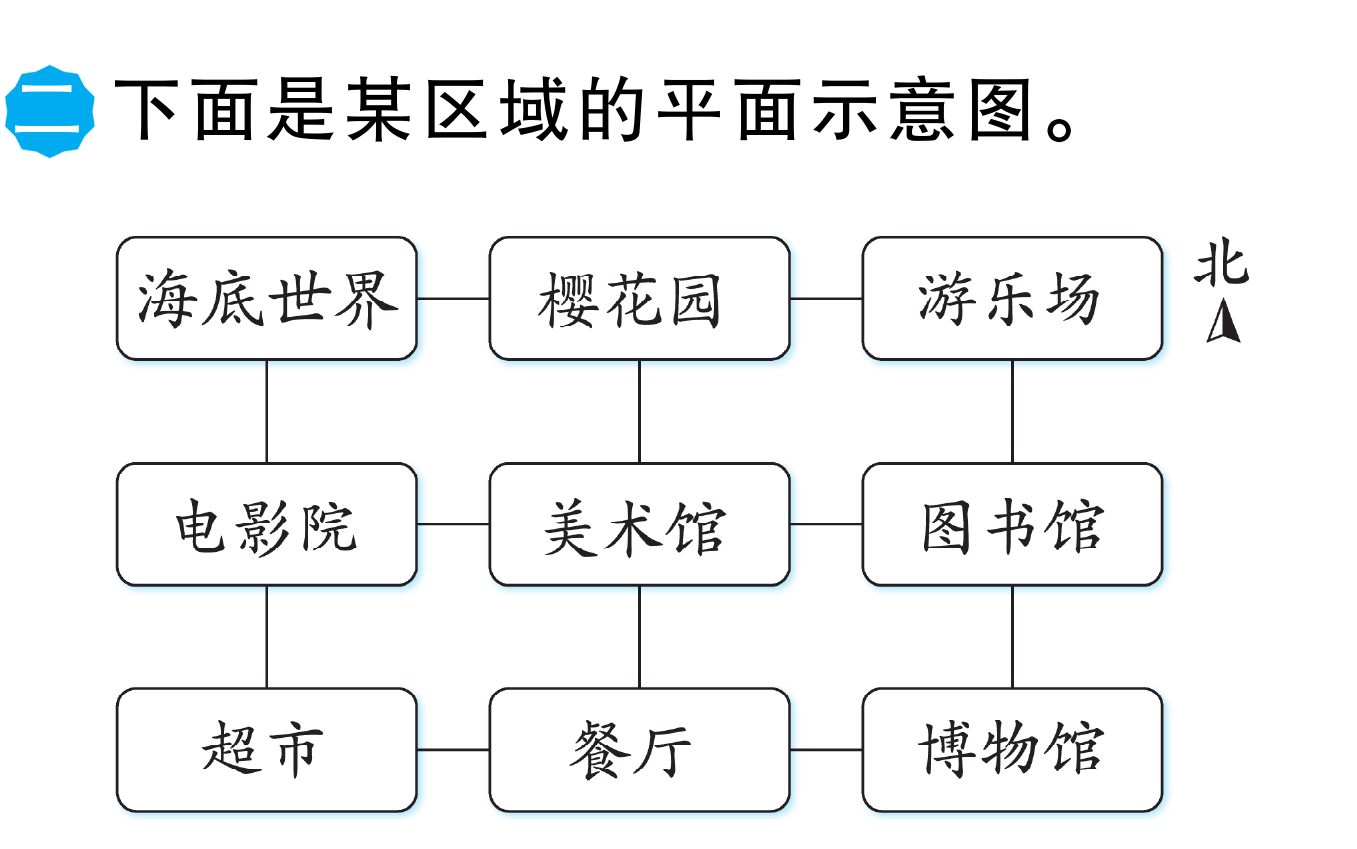 二 下面是某区域的平面示意图。
海底世界 樱花园 游乐场 北
电影院 美术馆 图书馆
超市 餐厅 博物馆